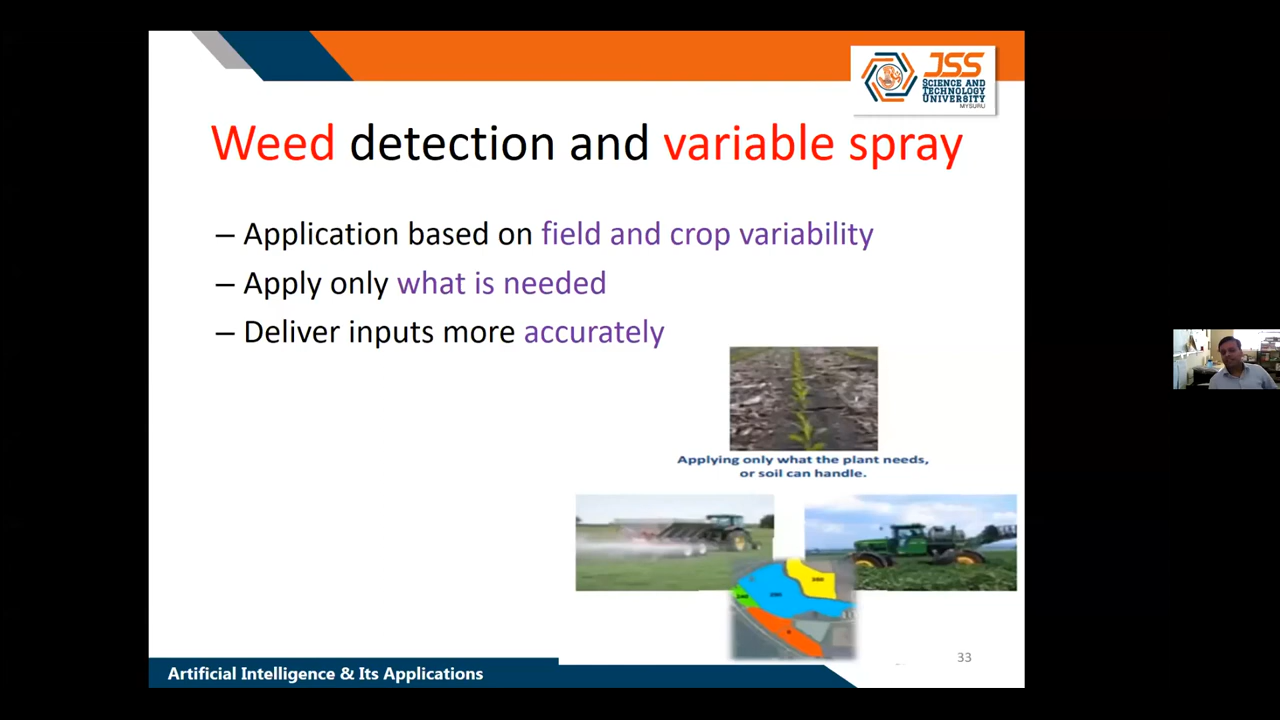 JSS
SCIENCE AND
TECHNOLOGY
UNIVERSITY
MYSURU
Weed detection and variable spray
– Application based on field and crop variability
– Apply only what is needed
– Deliver inputs more accurately
Applying only what the plant needs,
or soil can handle.
Artificial Intelligence & Its Applications
33